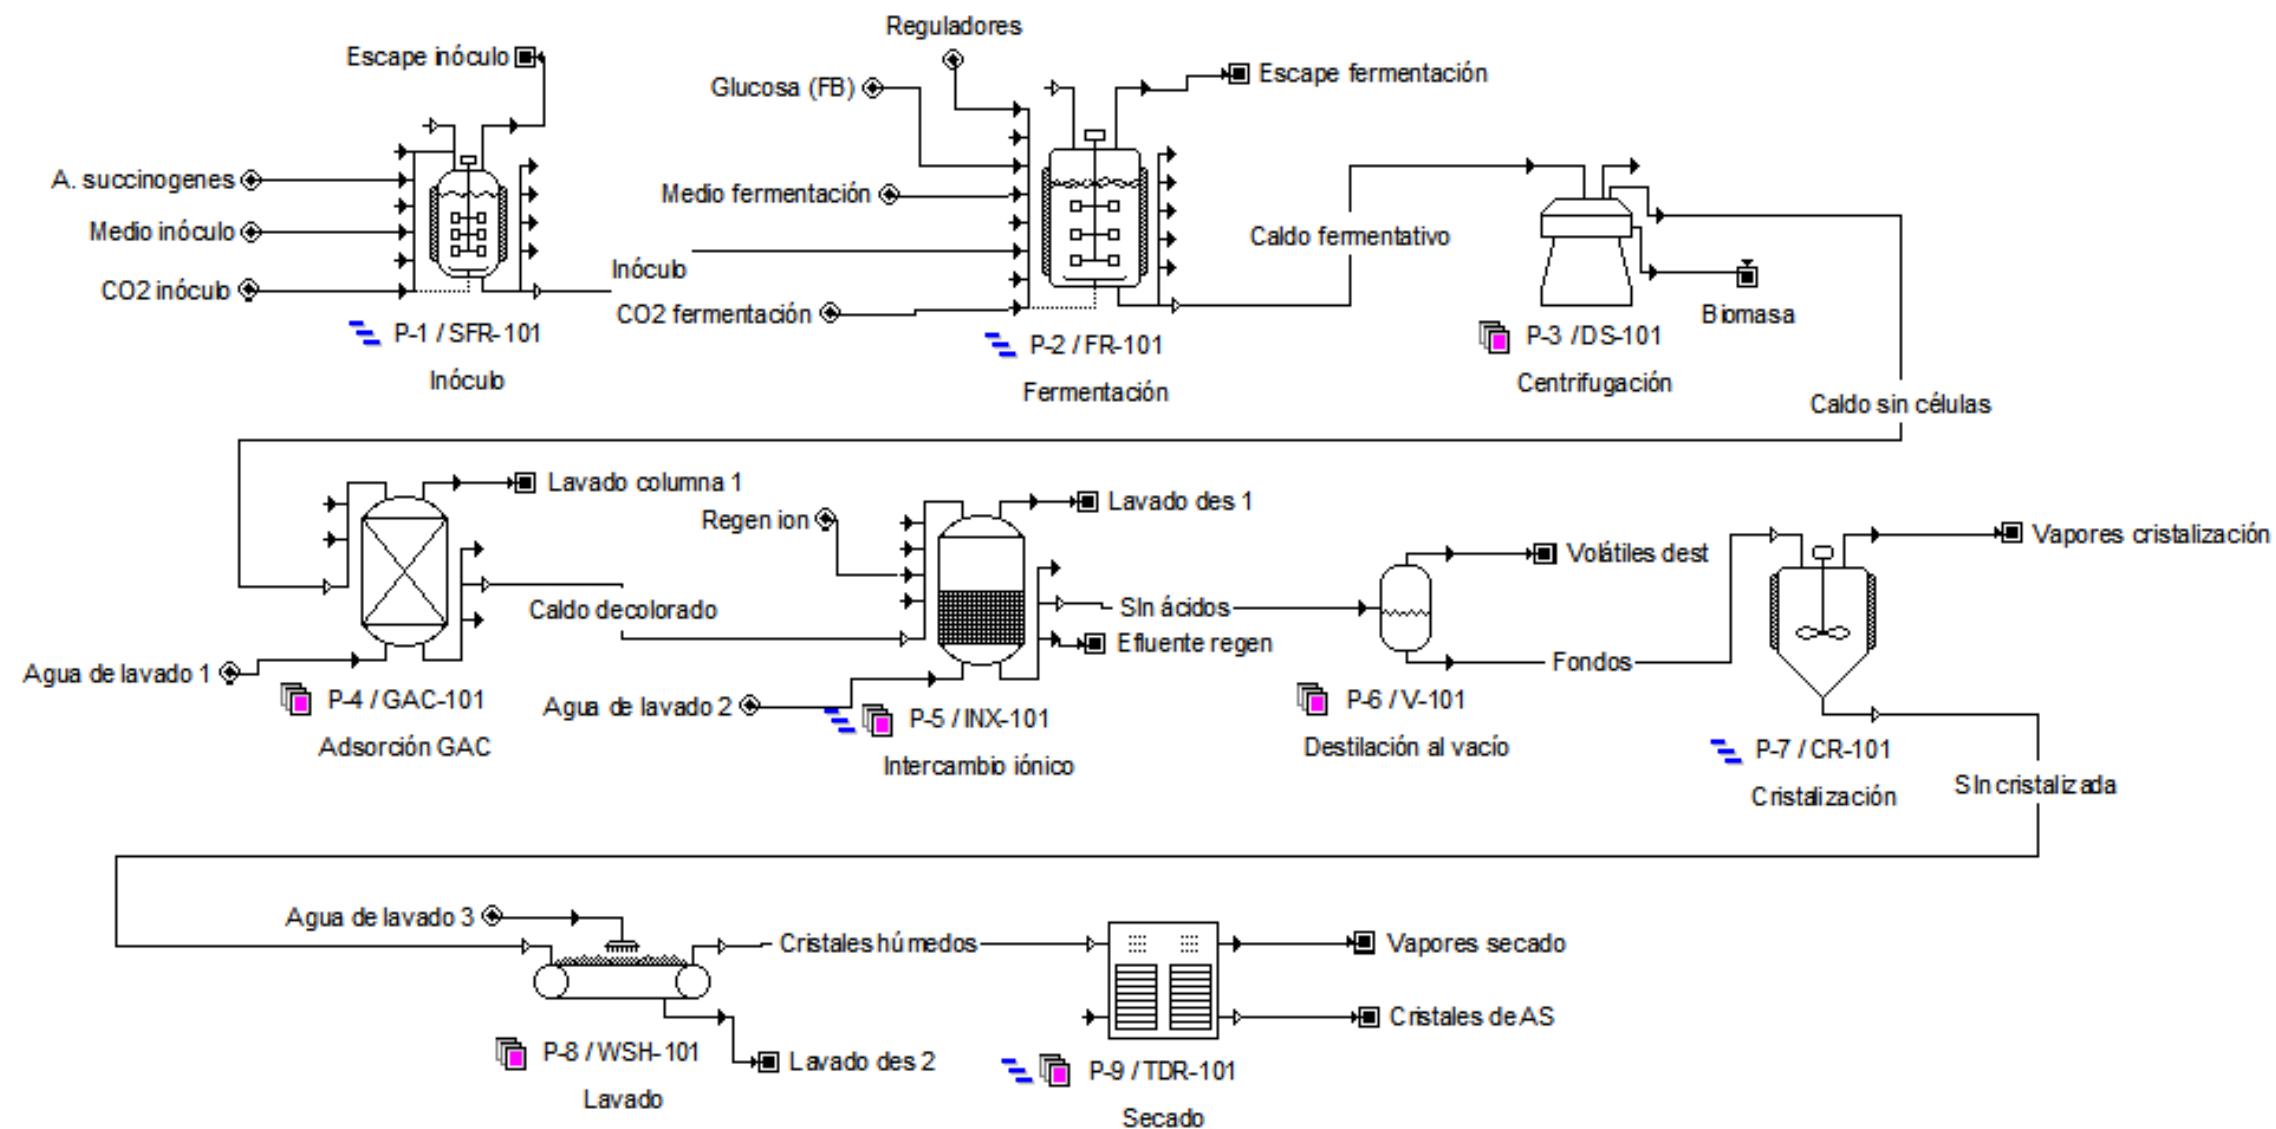 Reguladores
Escape inóculo
Glucosa (FB)
Escape fermentación
A. succinogenes
Medio fermentación
Medio inóculo
Caldo fermentativo
Inóculo
CO2 inóculo
CO2 fermentación
Biomasa
P-1 / SFR-101
Inóculo
P-2 / FR-101
Fermentación
P-3 /DS-101
Centrifugación
Caldo sin células
Lavado columna 1
Regen ion
Lavado des 1
Volátiles dest
Vapores cristalización
Caldo decolorado
Sln ácidos
Efluente regen
Fondos
Agua de lavado 1
P-4 / GAC-101
Adsorción GAC
Agua de lavado 2
P-5 / INX-101
Intercambio iónico
P-6 / V-101
Destilación al vacío
P-7 / CR-101
Cristalización
Sln cristalizada
Agua de lavado 3
Cristales húmedos
Vapores secado
Cristales de AS
P-8 / WSH-101
Lavado
Lavado des 2
P-9 / TDR-101
Secado